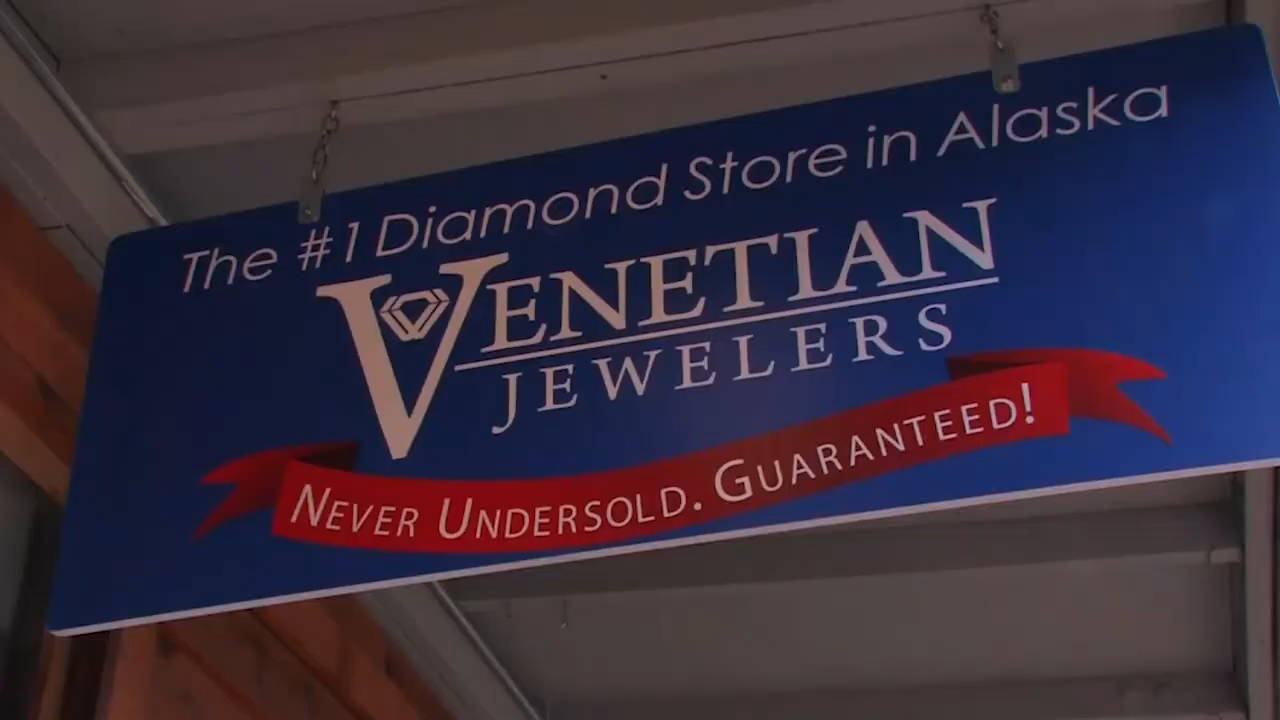 The #1 Diamond Store in Alaska
VENETIAN
JEWELERS
NEVER UNDERSOLD. GUARANTEED!